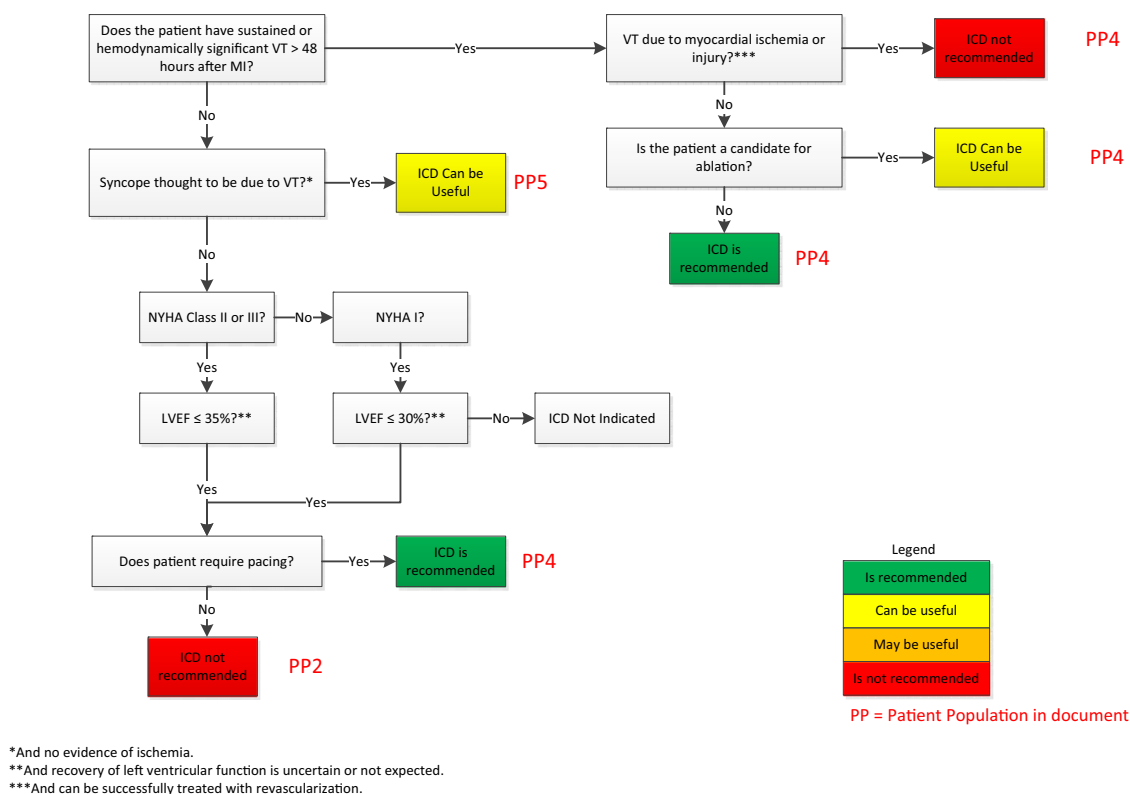 Does the patient have sustained or
hemodynamically significant VT > 48
hours after MI?
Yes
VT due to myocardial ischemia or
injury?***
Yes
ICD not
recommended
PP4
No
No
Syncope thought to be due to VT?*
Yes
ICD Can be
Useful
PP5
Is the patient a candidate for
ablation?
Yes
ICD Can be
Useful
PP4
No
No
ICD is
recommended
PP4
NYHA Class II or III?
No
NYHA I?
Yes
Yes
LVEF ≤ 35%?**
LVEF ≤ 30%?**
No
ICD Not Indicated
Yes
Yes
Does patient require pacing?
Yes
ICD is
recommended
PP4
No
ICD not
recommended
PP2
Legend
Is recommended
Can be useful
May be useful
Is not recommended
PP = Patient Population in document
*And no evidence of ischemia.
**And recovery of left ventricular function is uncertain or not expected.
***And can be successfully treated with revascularization.